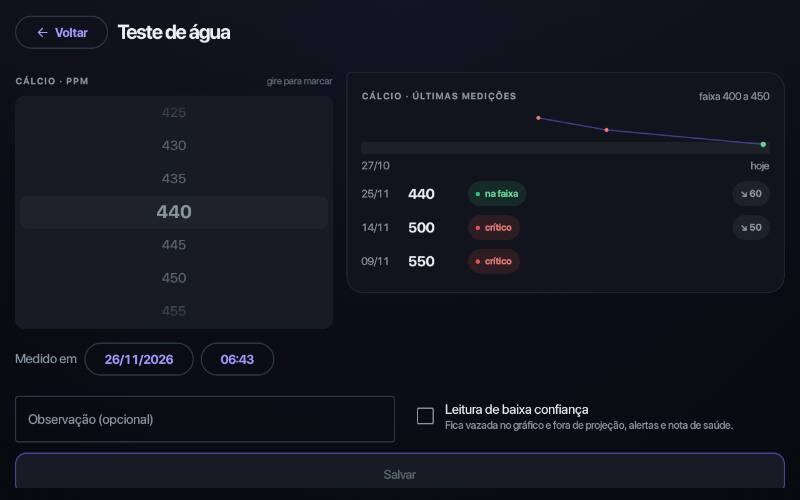 ← Voltar
Teste de água
CÁLCIO · PPM
gire para marcar
425
430
435
440
445
450
455
Medido em
26/11/2026
06:43
CÁLCIO · ÚLTIMAS MEDIÇÕES
faixa 400 a 450
27/10
hoje
25/11 440 na faixa ↘ 60
14/11 500 crítico ↘ 50
09/11 550 crítico
Observação (opcional)
Leitura de baixa confiança
Fica vazada no gráfico e fora de projeção, alertas e nota de saúde.
Salvar